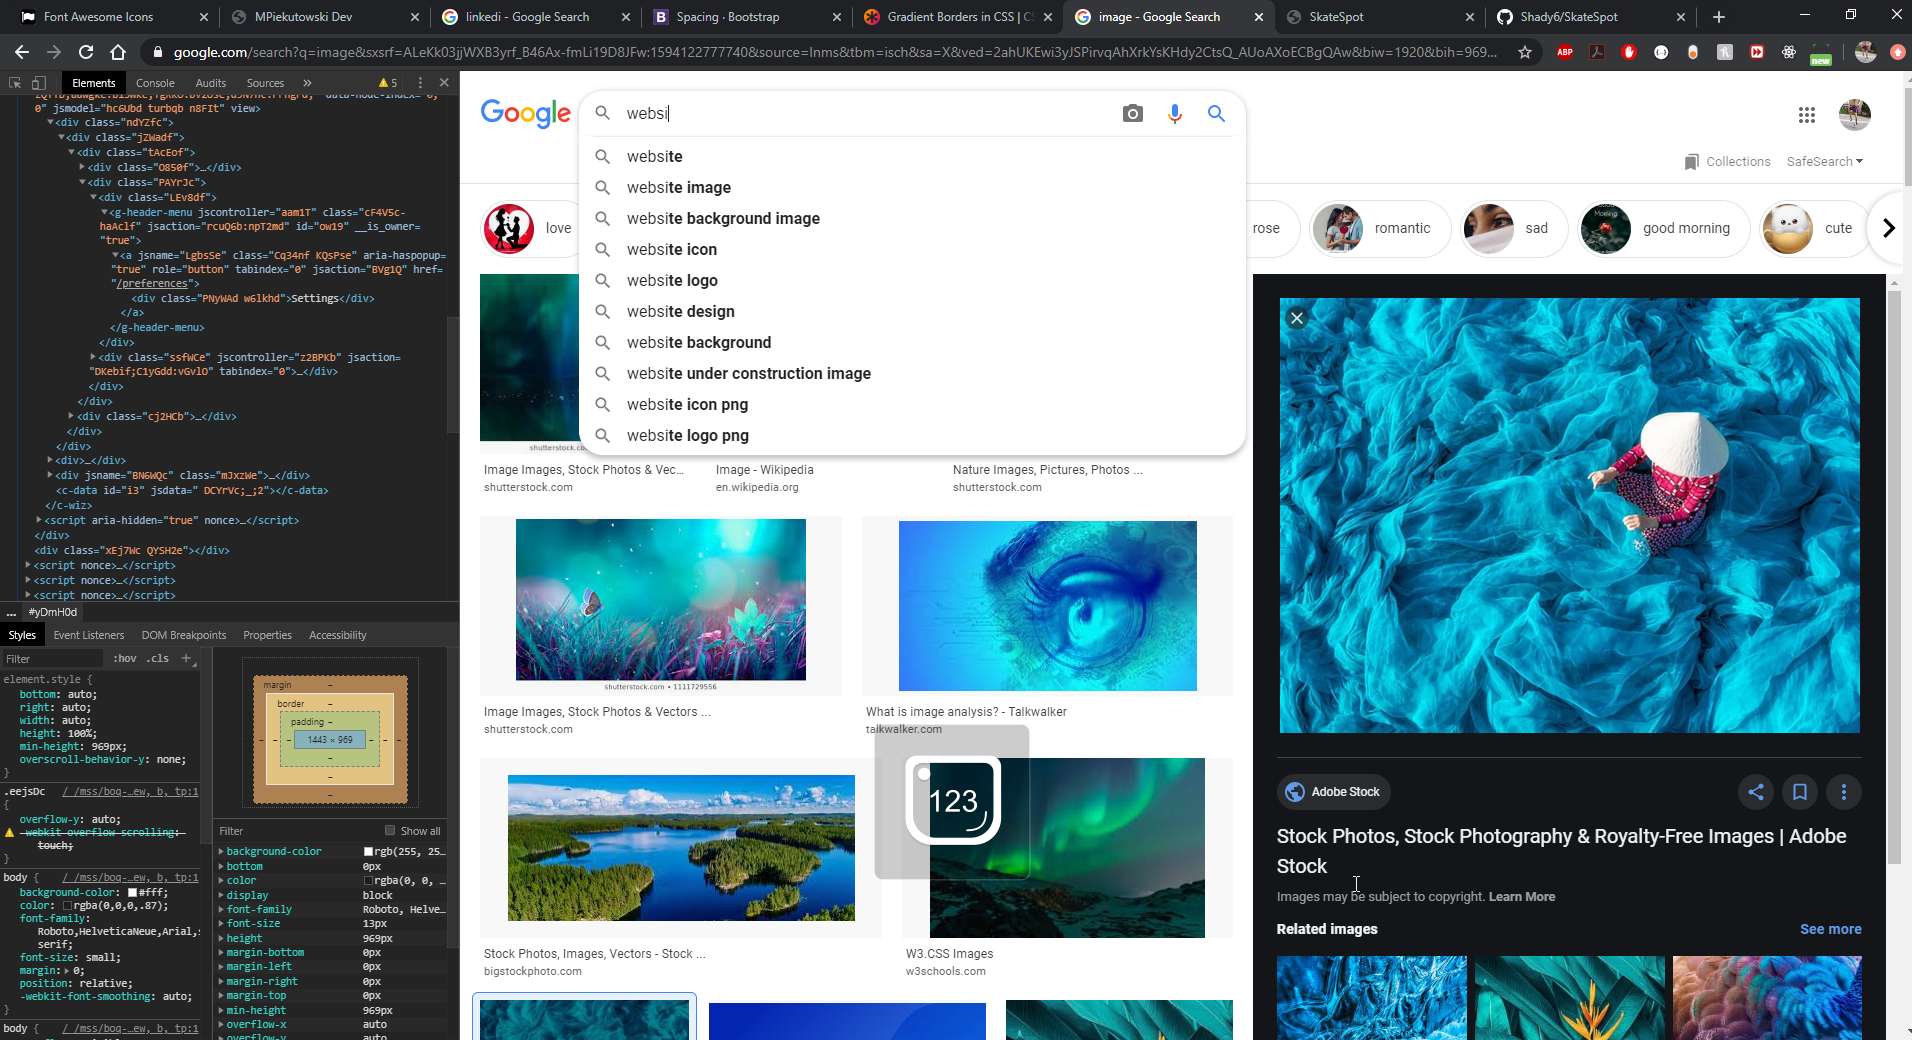 Font Awesome Icons
MPiekutowski Dev
linkedi - Google Search
Spacing · Bootstrap
Gradient Borders in CSS | CS
image - Google Search
SkateSpot
Shady6/SkateSpot
google.com/search?q=image&sxsrf=ALeKk03jjWXB3yrf_B46Ax-fmLi19D8JFw:1594122777740&source=lnms&tbm=isch&sa=X&ved=2ahUKEwi3yJSPirvqAhXrkYsKHdy2CtsQ_AUoAXoECBgQAw&biw=1920&bih=969...
ABP
new
Elements Console Audits Sources » 5
0" jsmodel="hc6Ubd turbqb n8FIt" view>
<div class="ndYZfc">
<div class="jZWadf">
<div class="tAcEof">
<div class="O850f">…</div>
<div class="PAYrJc">
<div class="LEv8df">
<g-header-menu jscontroller="aam1T" class="cF4V5c-
haAclf" jsaction="rcuQ6b:npT2md" id="ow19" __is_owner=
"true">
<a jsname="LgbsSe" class="Cq34nf KQsPse" aria-haspopup=
"true" role="button" tabindex="0" jsaction="BVg1Q" href=
"/preferences">
<div class="PNyWAd w6lkhd">Settings</div>
</a>
</g-header-menu>
</div>
<div class="ssfWCe" jscontroller="z2BPKb" jsaction=
"DKebif;C1yGdd:vGvlO" tabindex="0">…</div>
</div>
</div>
<div class="cj2HCb">…</div>
</div>
</div>
<div>…</div>
<div jsname="BN6WQc" class="mJxzWe">…</div>
<c-data id="i3" jsdata=" DCYrVc;_;2"></c-data>
</c-wiz>
<script aria-hidden="true" nonce>…</script>
</div>
<div class="xEj7Wc QYSH2e"></div>
<script nonce>…</script>
<script nonce>…</script>
<script nonce>…</script>
... #yDmH0d
Styles Event Listeners DOM Breakpoints Properties Accessibility
Filter :hov .cls +
element.style {
bottom: auto;
right: auto;
width: auto;
height: 100%;
min-height: 969px;
overscroll-behavior-y: none;
}
.eejsDc / /mss/boq-…ew, b, tp:1
{
overflow-y: auto;
-webkit-overflow-scrolling:
touch;
}
body { / /mss/boq-…ew, b, tp:1
background-color: #fff;
color: rgba(0,0,0,.87);
font-family:
Roboto,HelveticaNeue,Arial,s
serif;
font-size: small;
margin: 0;
position: relative;
-webkit-font-smoothing: auto;
}
body { / /mss/boq-…ew, b, tp:1
margin –
border –
padding –
1443 × 969
Filter Show all
background-color rgb(255, 25…
bottom 0px
color rgba(0, 0, …
display block
font-family Roboto, Helve…
font-size 13px
height 969px
margin-bottom 0px
margin-left 0px
margin-right 0px
margin-top 0px
min-height 969px
overflow-x auto
overflow-y auto
Google
websi
website
website image
website background image
website icon
website logo
website design
website background
website under construction image
website icon png
website logo png
Collections SafeSearch
love
rose
romantic
sad
Morning
good morning
cute
Image Images, Stock Photos & Vec...
shutterstock.com
Image - Wikipedia
en.wikipedia.org
Nature Images, Pictures, Photos ...
shutterstock.com
shutterstock.com • 1111729556
Image Images, Stock Photos & Vectors ...
shutterstock.com
What is image analysis? - Talkwalker
talkwalker.com
123
Stock Photos, Images, Vectors - Stock ...
bigstockphoto.com
W3.CSS Images
w3schools.com
Adobe Stock
Stock Photos, Stock Photography & Royalty-Free Images | Adobe
Stock
Images may be subject to copyright. Learn More
Related images See more